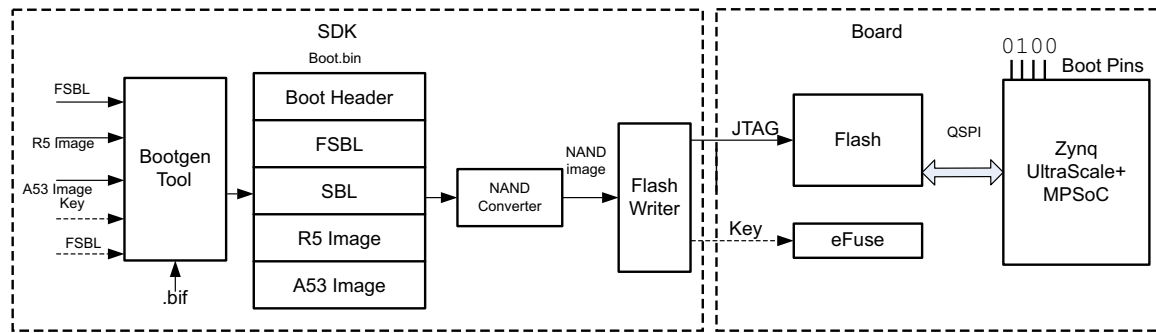 SDK
Board
Boot.bin
0100
Boot Pins
FSBL
R5 Image
A53 Image
Key
FSBL
Bootgen
Tool
.bif
Boot Header
FSBL
SBL
R5 Image
A53 Image
NAND
Converter
NAND
image
Flash
Writer
JTAG
Key
Flash
eFuse
QSPI
Zynq
UltraScale+
MPSoC